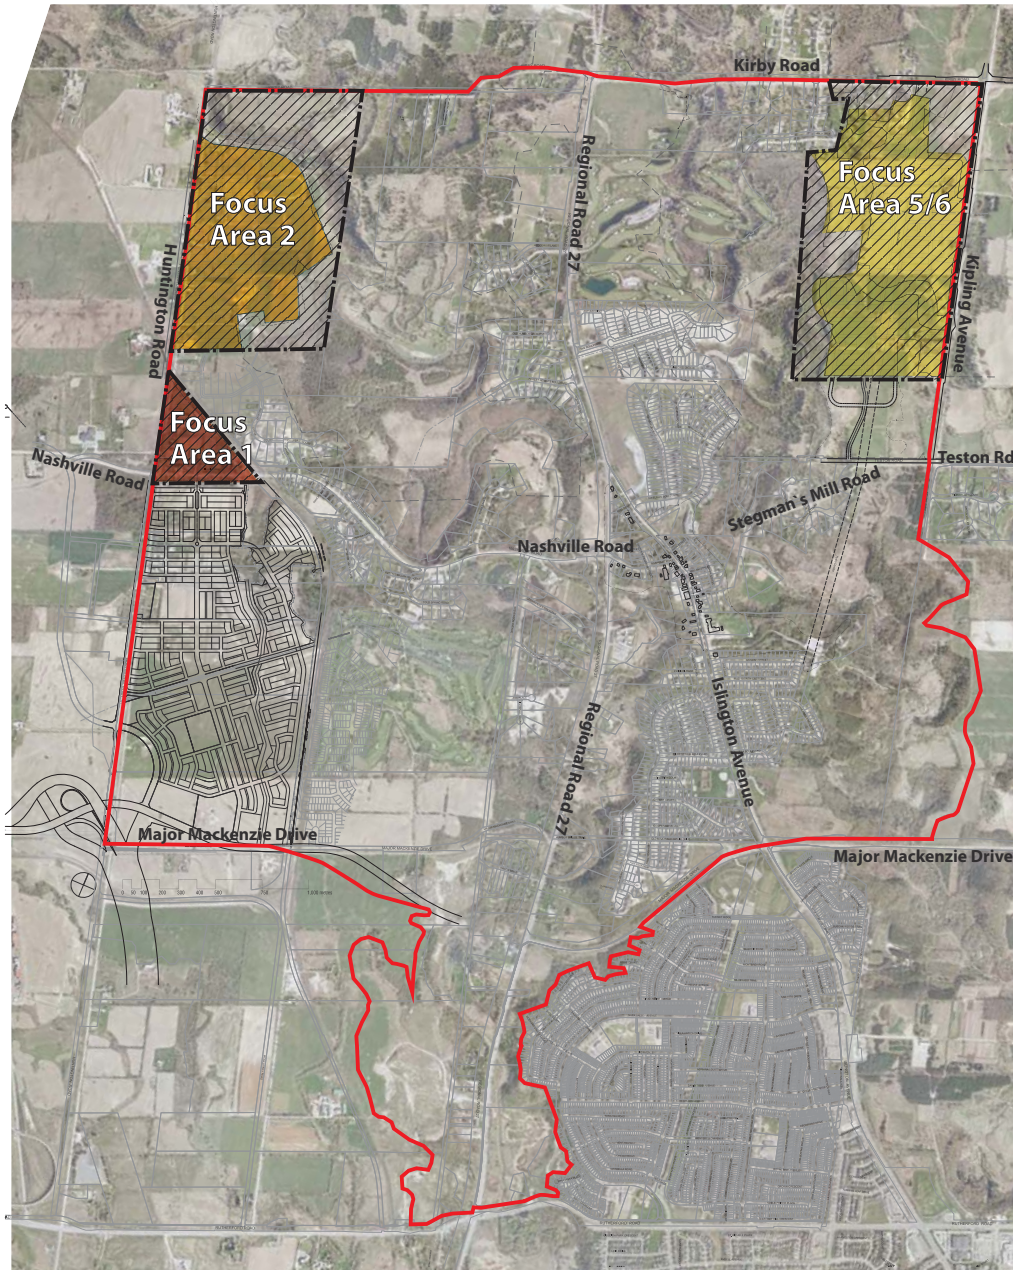 Kirby Road
Regional Road 27
Focus
Area 5/6
Focus
Area 2
Huntington Road
Kipling Avenue
Focus
Area 1
Nashville Road
Teston Rd
Stegman`s Mill Road
Nashville Road
Islington Avenue
Regional Road 27
Major Mackenzie Drive
Major Mackenzie Drive